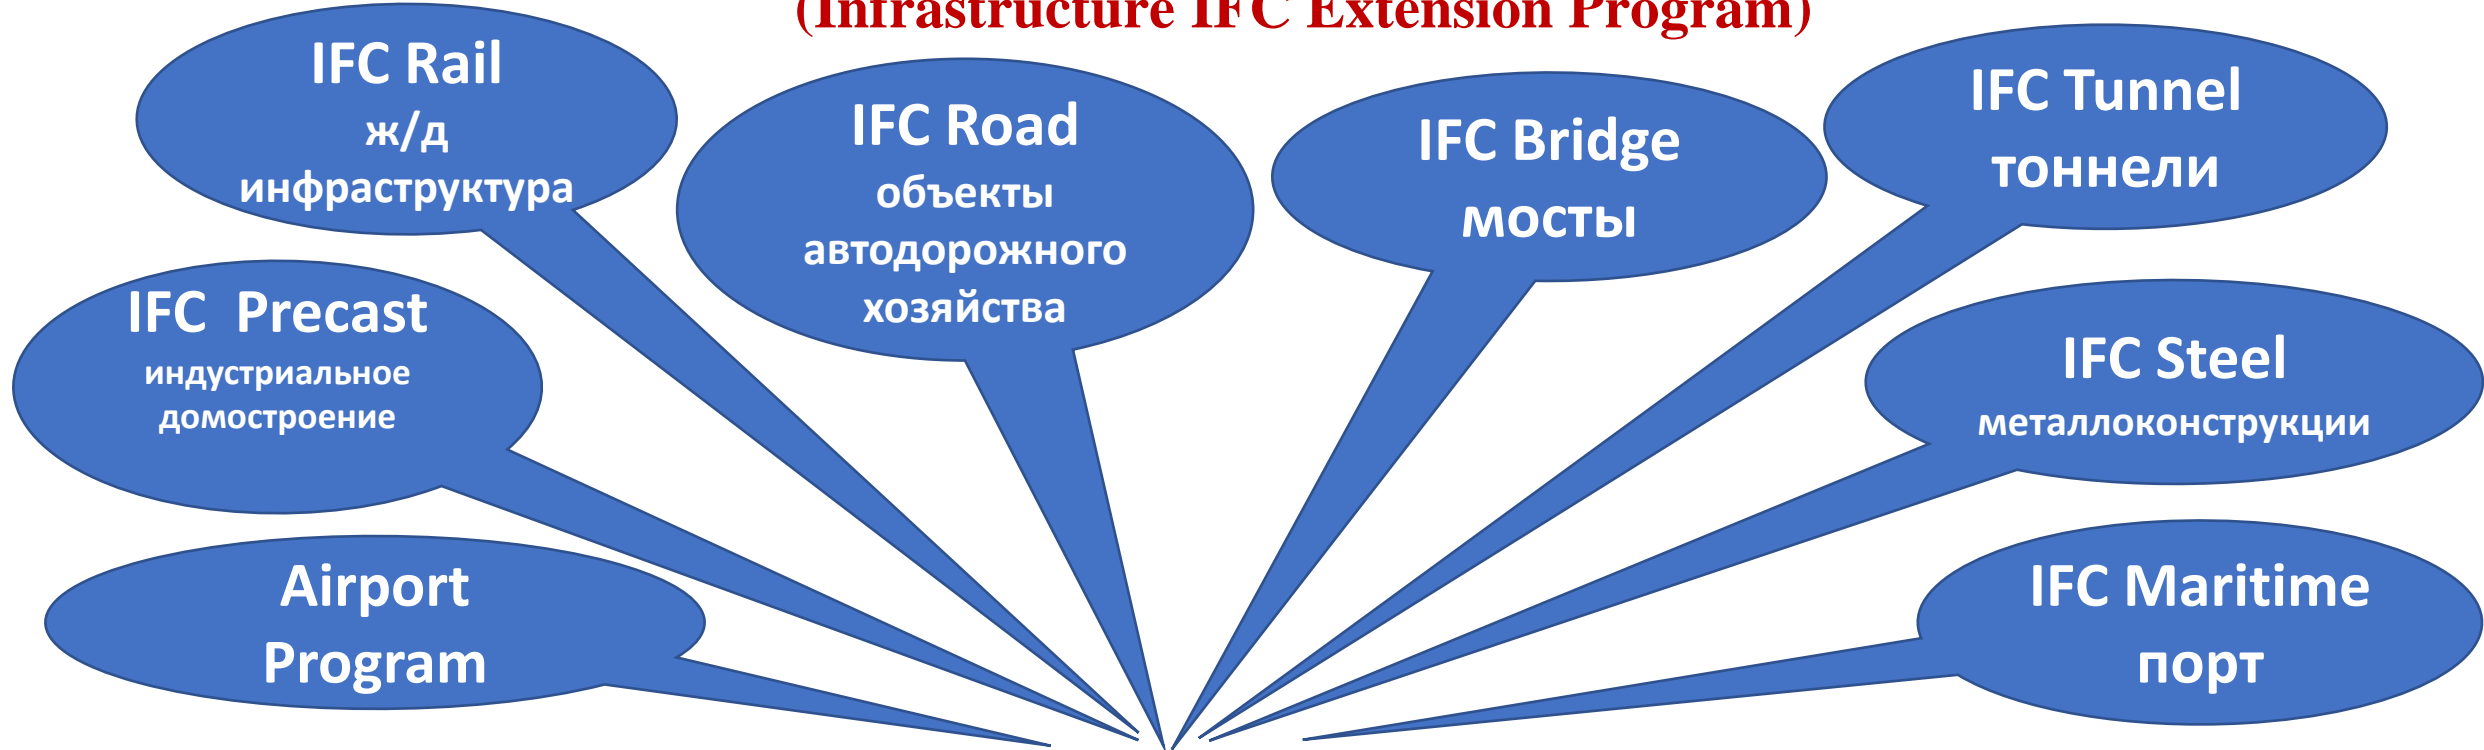 (Infrastructure IFC Extension Program)
IFC Rail
ж/д
инфраструктура
IFC Road
объекты
автодорожного
хозяйства
IFC Bridge
мосты
IFC Tunnel
тоннели
IFC Precast
индустриальное
домостроение
IFC Steel
металлоконструкции
Airport
Program
IFC Maritime
порт